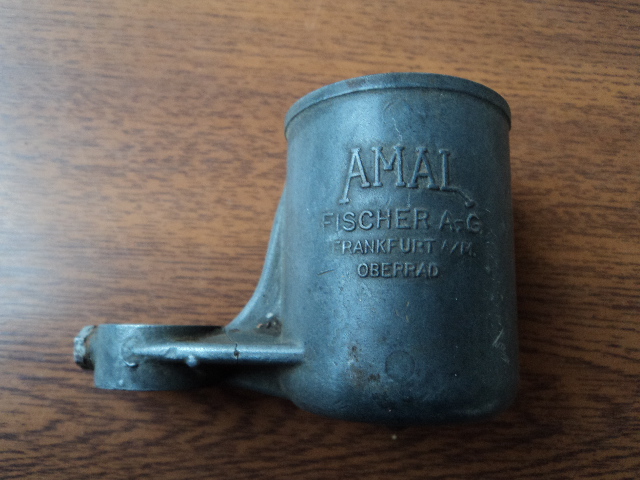 AMAL
FISCHER A-G
FRANKFURT A/M.
OBERRAD